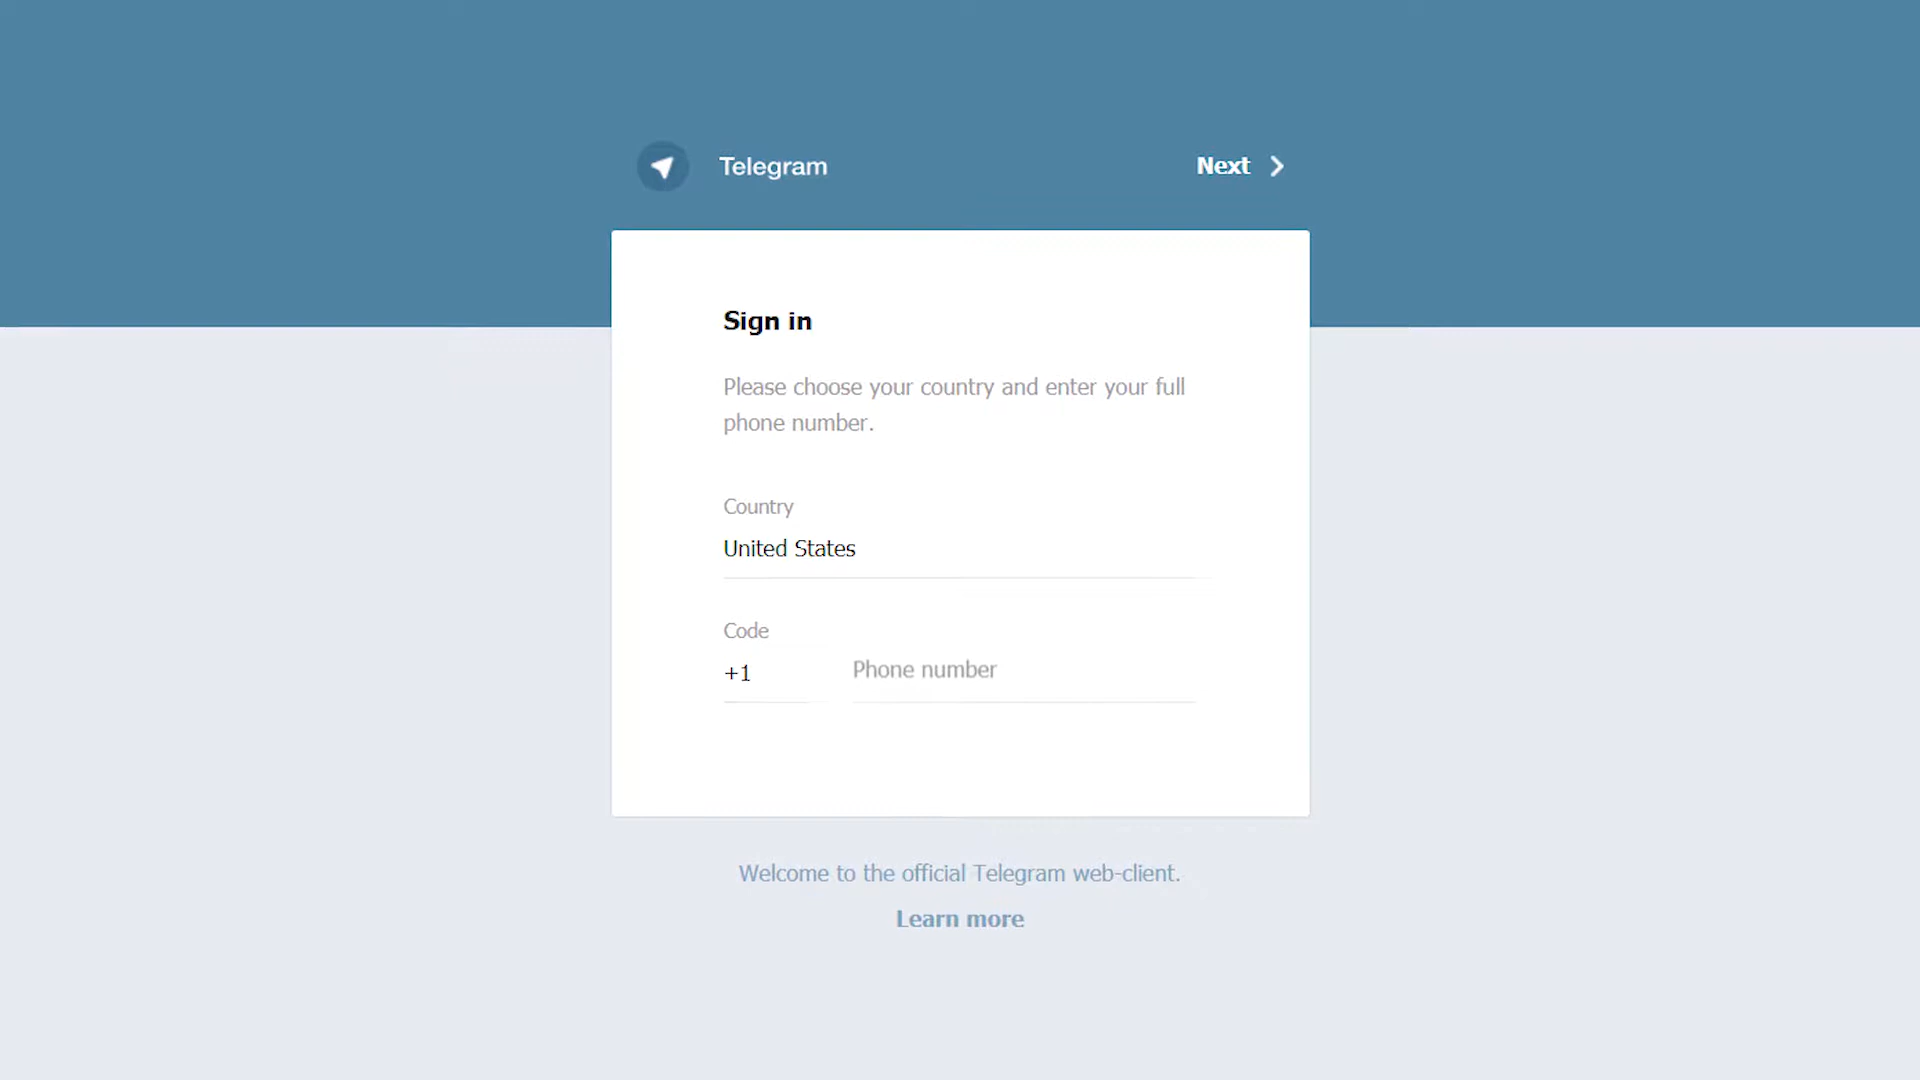 Telegram
Next
Sign in
Please choose your country and enter your full
phone number.
Country
United States
Code
+1
Phone number
Welcome to the official Telegram web-client.
Learn more